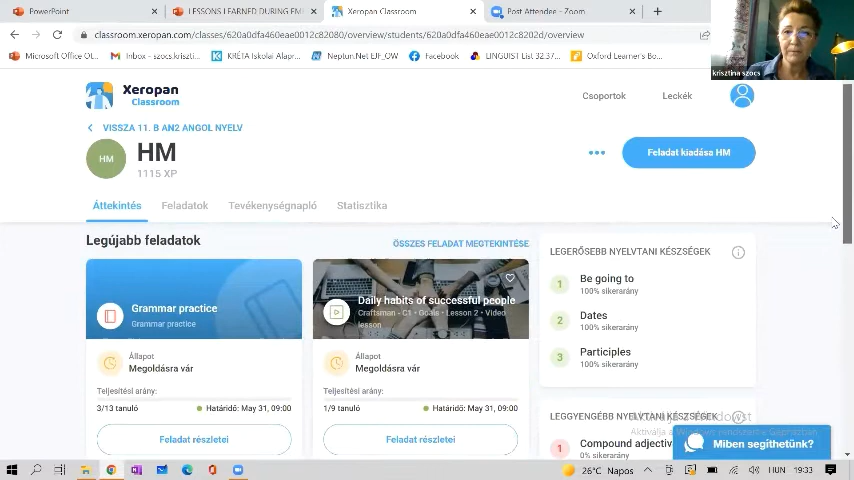 PowerPoint
LESSONS LEARNED DURING EM
Xeropan Classroom
Post Attendee - Zoom
classroom.xeropan.com/classes/620a0dfa460eae0012c82080/overview/students/620a0dfa460eae0012c8202d/overview
Microsoft Office Ot...
Inbox - szocs.kriszti...
KRÉTA Iskolai Alapr...
Neptun.Net EJF_OW
Facebook
LINGUIST List 32.37...
Oxford Learner's Bo...
krisztina szocs
Xeropan
Classroom
Csoportok
Leckék
VISSZA 11. B AN2 ANGOL NYELV
HM
HM
1115 XP
Feladat kiadása HM
Áttekintés
Feladatok
Tevékenységnapló
Statisztika
Legújabb feladatok
ÖSSZES FELADAT MEGTEKINTÉSE
Grammar practice
Grammar practice
Állapot
Megoldásra vár
Teljesítési arány:
3/13 tanuló
Határidő: May 31, 09:00
Feladat részletei
Daily habits of successful people
Craftsman - C1 • Goals • Lesson 2 • Video
lesson
Állapot
Megoldásra vár
Teljesítési arány:
1/9 tanuló
Határidő: May 31, 09:00
Feladat részletei
LEGERŐSEBB NYELVTANI KÉSZSÉGEK
1
Be going to
100% sikerarány
2
Dates
100% sikerarány
3
Participles
100% sikerarány
LEGGYENGÉBB NYELVTANI KÉSZSÉGEK
1
Compound adjectiv
0% sikerarány
Miben segíthetünk?
26°C Napos
HUN
19:33